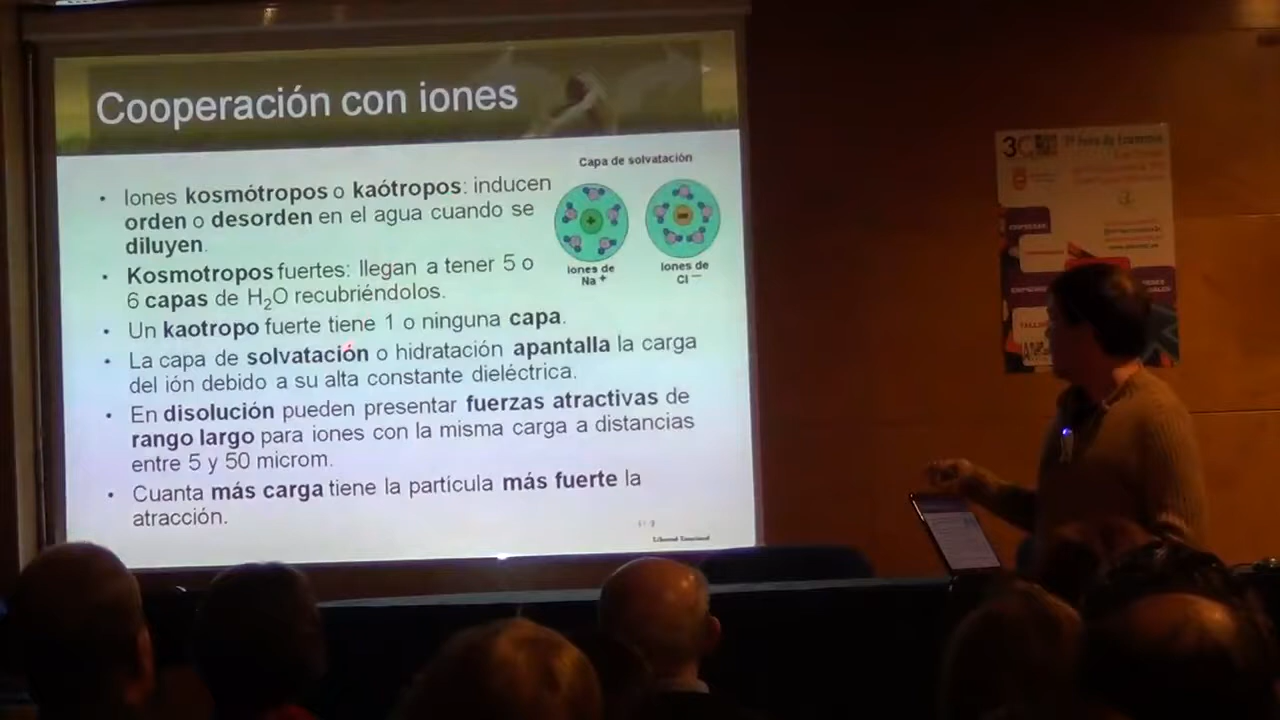 Cooperación con iones
Capa de solvatación
• Iones kosmótropos o kaótropos: inducen
orden o desorden en el agua cuando se
diluyen.
+
−
Iones de
Na +
Iones de
Cl −
• Kosmotropos fuertes: llegan a tener 5 o
6 capas de H2O recubriéndolos.
• Un kaotropo fuerte tiene 1 o ninguna capa.
• La capa de solvatación o hidratación apantalla la carga
del ión debido a su alta constante dieléctrica.
• En disolución pueden presentar fuerzas atractivas de
rango largo para iones con la misma carga a distancias
entre 5 y 50 microm.
• Cuanta más carga tiene la partícula más fuerte la
atracción.
3C